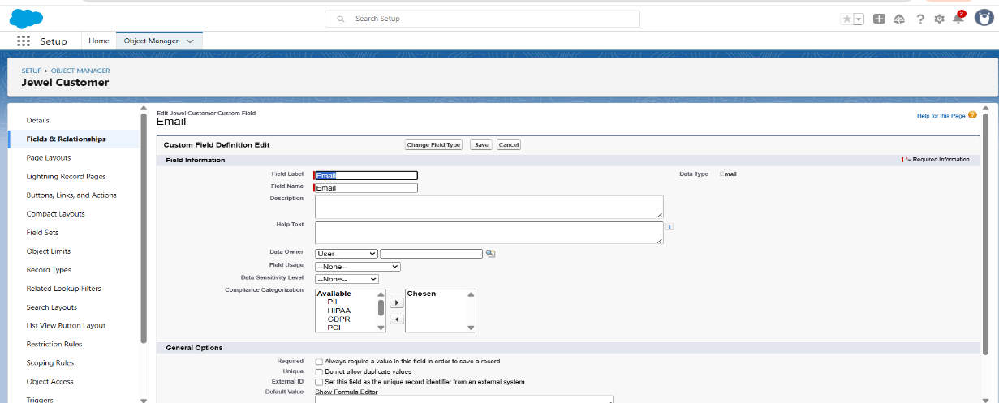 Search Setup
2
Setup
Home
Object Manager
SETUP > OBJECT MANAGER
Jewel Customer
Details
Fields & Relationships
Page Layouts
Lightning Record Pages
Buttons, Links, and Actions
Compact Layouts
Field Sets
Object Limits
Record Types
Related Lookup Filters
Search Layouts
List View Button Layout
Restriction Rules
Scoping Rules
Object Access
Triggers
Edit Jewel Customer Custom Field
Email
Help for this Page ?
Custom Field Definition Edit Change Field Type Save Cancel
Field Information = Required Information
Field Label Email Data Type Email
Field Name Email
Description
Help Text i
Data Owner User
Field Usage --None--
Data Sensitivity Level --None--
Compliance Categorization Available Chosen
PII
HIPAA
GDPR
PCI
General Options
Required Always require a value in this field in order to save a record
Unique Do not allow duplicate values
External ID Set this field as the unique record identifier from an external system
Default Value Show Formula Editor